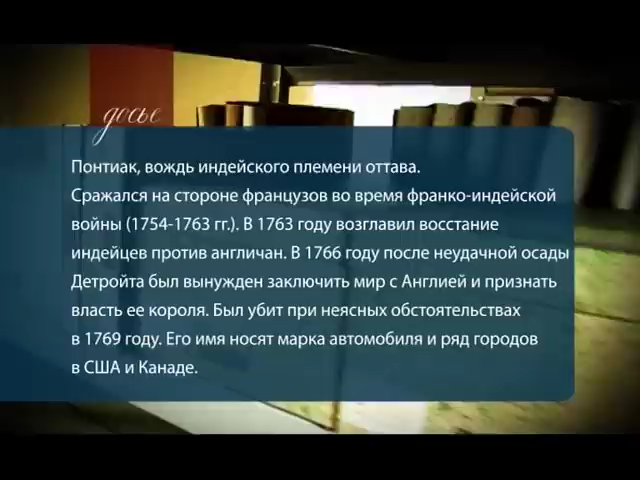 досье
Понтиак, вождь индейского племени оттава.
Сражался на стороне французов во время франко-индейской
войны (1754-1763 гг.). В 1763 году возглавил восстание
индейцев против англичан. В 1766 году после неудачной осады
Детройта был вынужден заключить мир с Англией и признать
власть ее короля. Был убит при неясных обстоятельствах
в 1769 году. Его имя носят марка автомобиля и ряд городов
в США и Канаде.